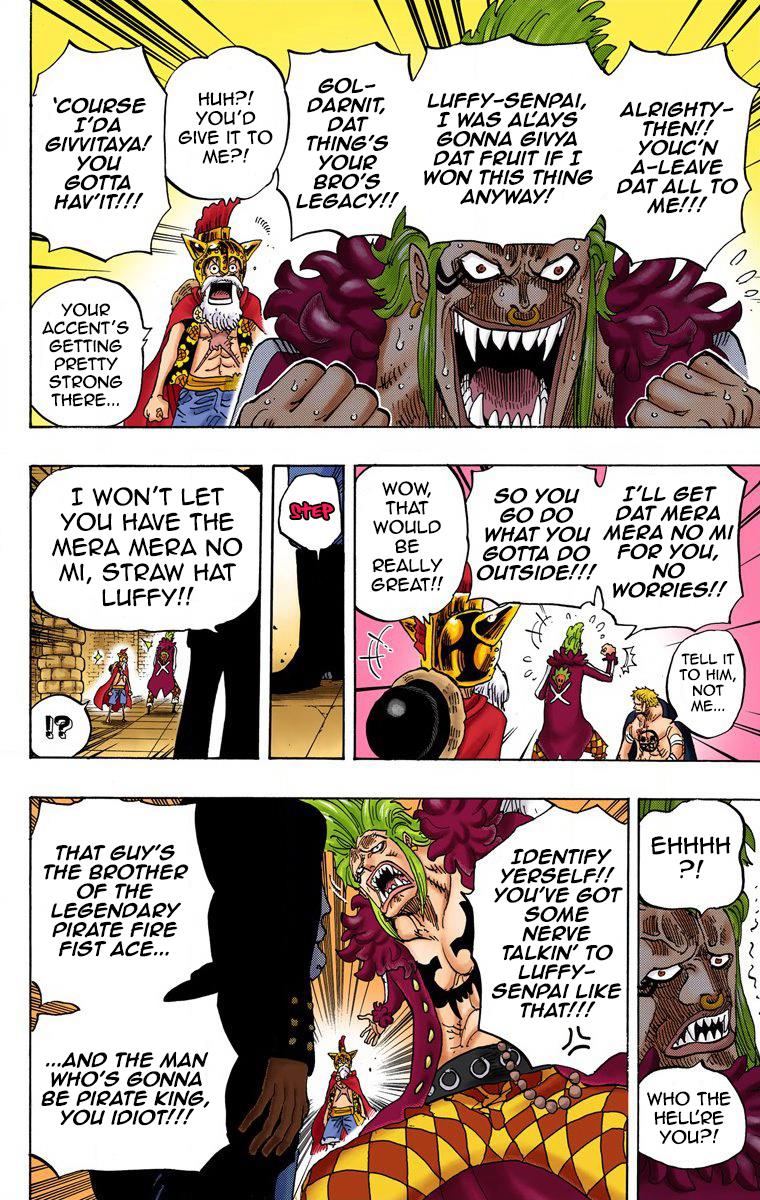 ALRIGHTY-
THEN!!
YOUC'N
A-LEAVE
DAT ALL TO
ME!!!
LUFFY-SENPAI,
I WAS AL'AYS
GONNA GIVYA
DAT FRUIT IF I
WON THIS THING
ANYWAY!
GOL-
DARNIT,
DAT
THING'S
YOUR
BRO'S
LEGACY!!
HUH?!
YOU'D
GIVE IT TO
ME?!
'COURSE
I'DA
GIVVITAYA!
YOU
GOTTA
HAV'IT!!!
YOUR
ACCENT'S
GETTING
PRETTY
STRONG
THERE...
I'LL GET
DAT MERA
MERA NO MI
FOR YOU,
NO
WORRIES!!
SO YOU
GO DO
WHAT YOU
GOTTA DO
OUTSIDE!!!
WOW,
THAT
WOULD
BE
REALLY
GREAT!!
TELL IT
TO HIM,
NOT
ME...
STEP
I WON'T LET
YOU HAVE THE
MERA MERA NO
MI, STRAW HAT
LUFFY!!
!?
EHHHH
?!
WHO THE
HELL'RE
YOU?!
IDENTIFY
YERSELF!!
YOU'VE GOT
SOME
NERVE
TALKIN' TO
LUFFY-
SENPAI LIKE
THAT!!!
THAT GUY'S
THE BROTHER
OF THE
LEGENDARY
PIRATE FIRE
FIST ACE...
...AND THE MAN
WHO'S GONNA
BE PIRATE KING,
YOU IDIOT!!!